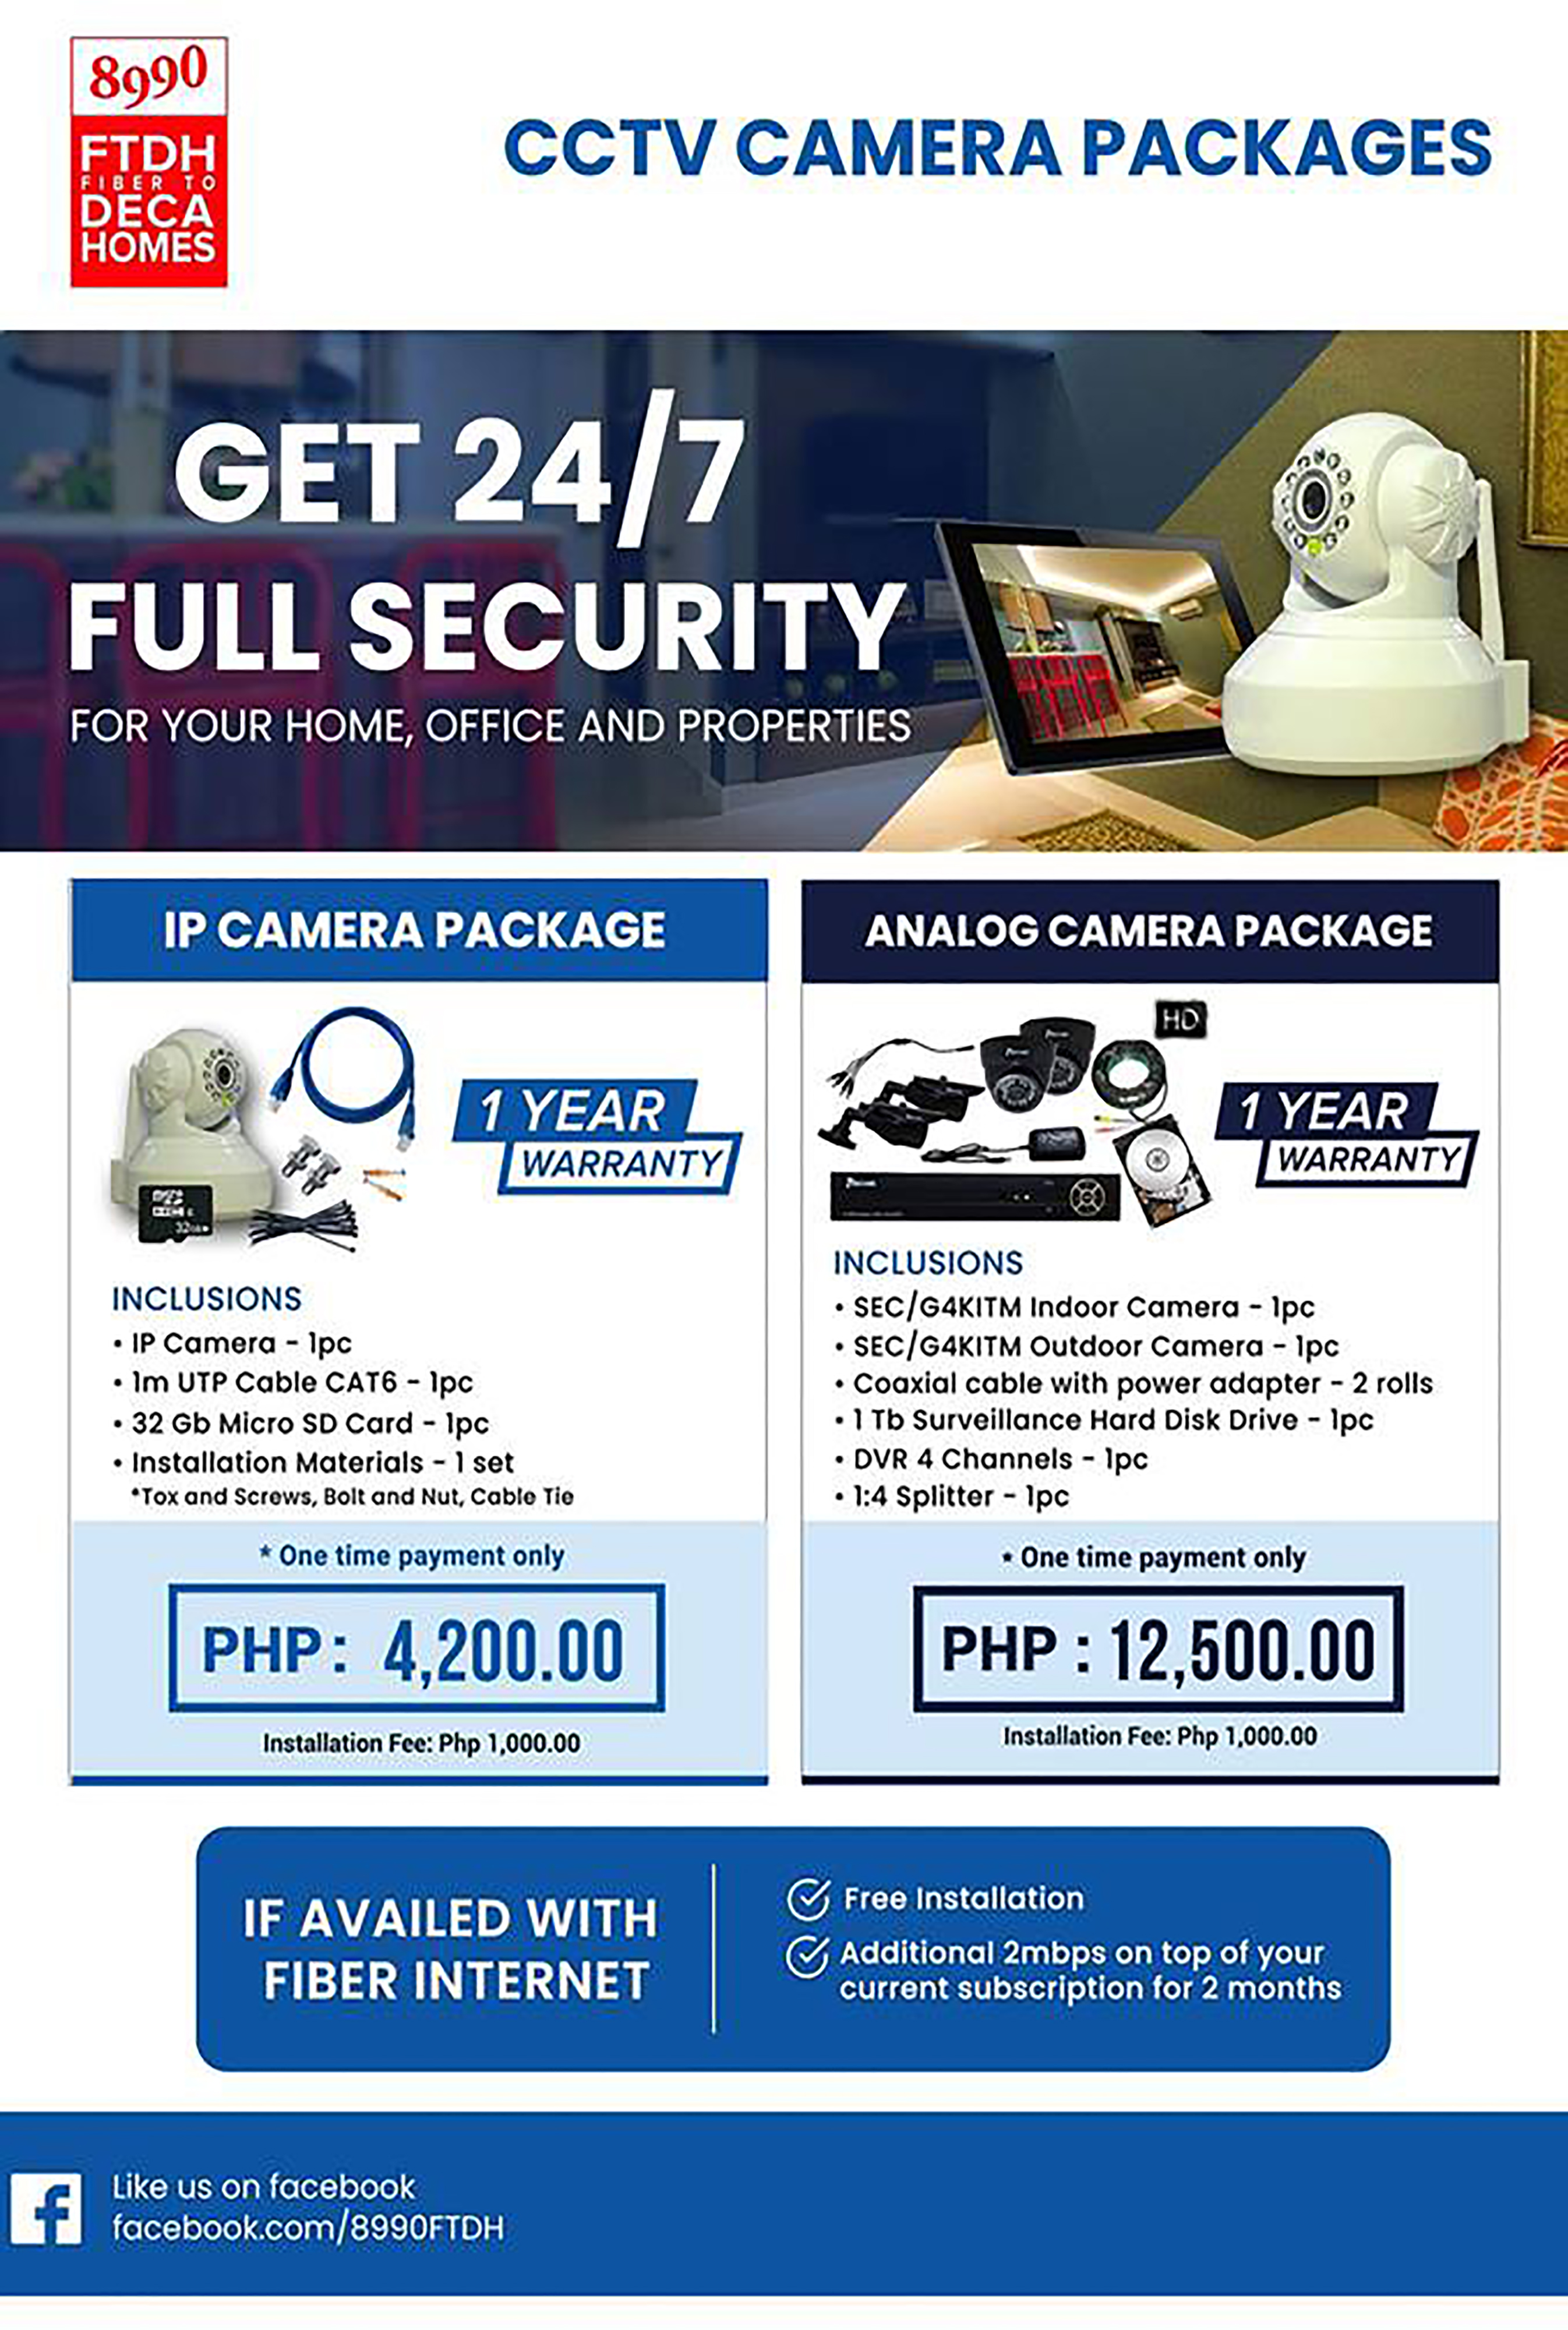 8990
FTDH
FIBER TO
DECA
HOMES
CCTV CAMERA PACKAGES
GET 24/7
FULL SECURITY
FOR YOUR HOME, OFFICE AND PROPERTIES
IP CAMERA PACKAGE
1 YEAR
WARRANTY
32GB
INCLUSIONS
• IP Camera - 1pc
• 1m UTP Cable CAT6 - 1pc
• 32 Gb Micro SD Card - 1pc
• Installation Materials - 1 set
*Tox and Screws, Bolt and Nut, Cable Tie
* One time payment only
PHP: 4,200.00
Installation Fee: Php 1,000.00
ANALOG CAMERA PACKAGE
HD
1 YEAR
WARRANTY
INCLUSIONS
• SEC/G4KITM Indoor Camera - 1pc
• SEC/G4KITM Outdoor Camera - 1pc
• Coaxial cable with power adapter - 2 rolls
• 1 Tb Surveillance Hard Disk Drive - 1pc
• DVR 4 Channels - 1pc
• 1:4 Splitter - 1pc
* One time payment only
PHP : 12,500.00
Installation Fee: Php 1,000.00
IF AVAILED WITH
FIBER INTERNET
Free Installation
Additional 2mbps on top of your
current subscription for 2 months
Like us on facebook
facebook.com/8990FTDH